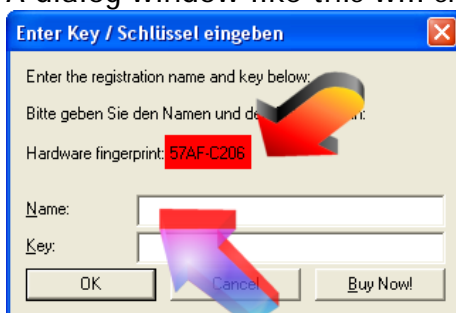 A dialog window like this will
Enter Key / Schlüssel eingeben
Enter the registration name and key below:
Bitte geben Sie den Namen und
Hardware fingerprint: 57AF-C206
Name:
Key:
OK Cancel Buy Now!